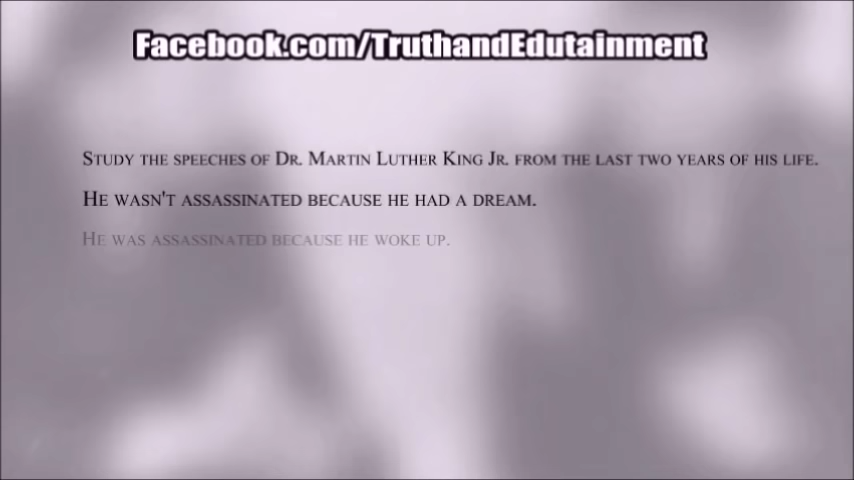 Facebook.com/TruthandEdutainment
Study the speeches of Dr. Martin Luther King Jr. from the last two years of his life.
He wasn't assassinated because he had a dream.
He was assassinated because he woke up.